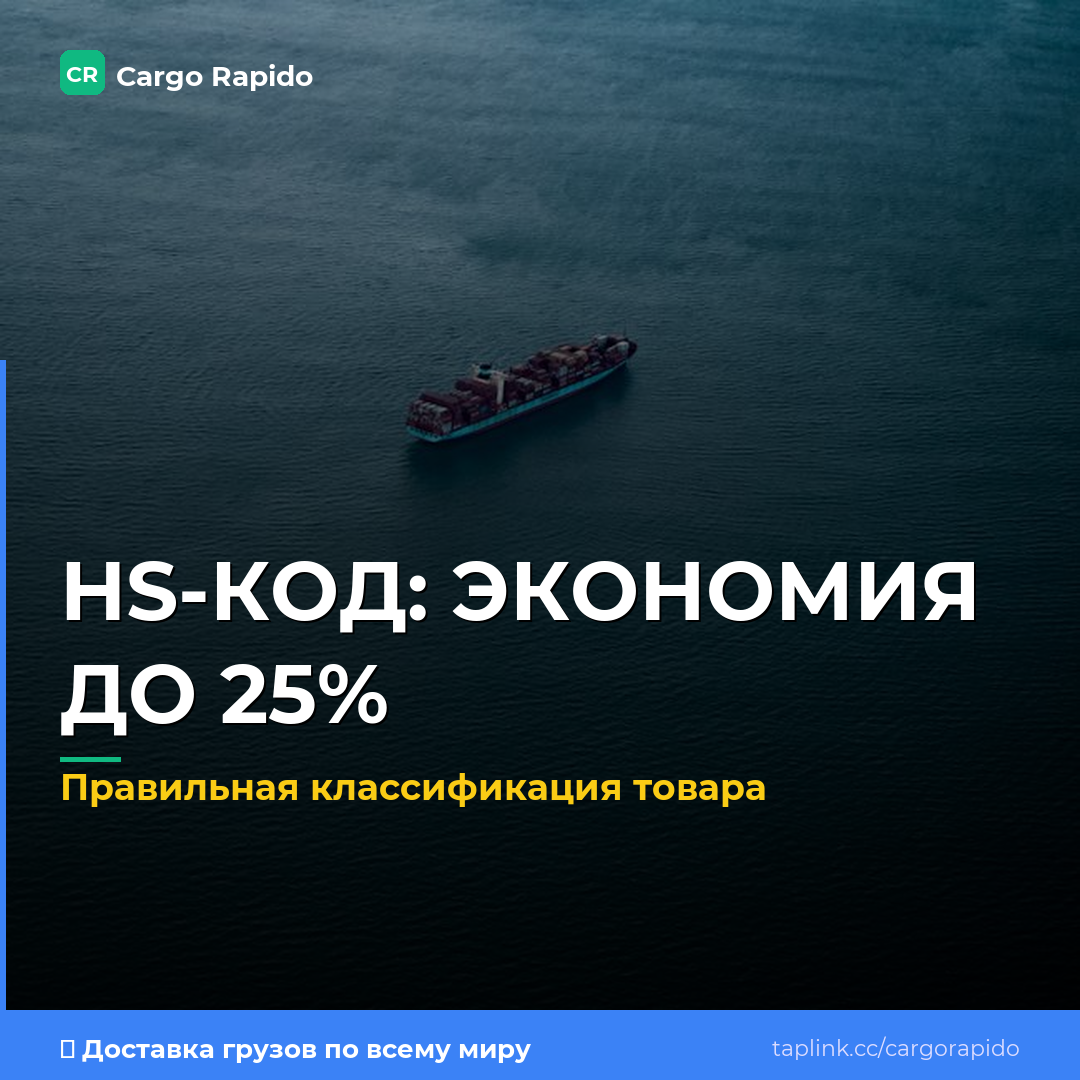 CR Cargo Rapido
HS-КОД: ЭКОНОМИЯ
ДО 25%
Правильная классификация товара
Доставка грузов по всему миру
taplink.cc/cargorapido